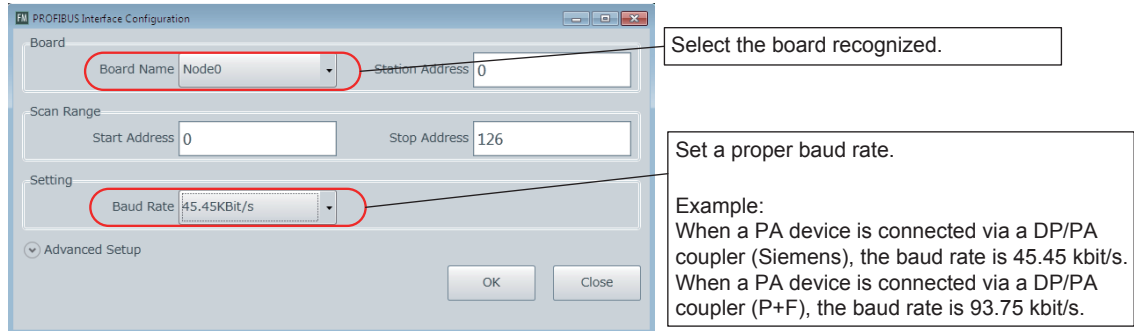 FM PROFIBUS Interface Configuration
Board
Board Name Node0 Station Address 0
Select the board recognized.
Scan Range
Start Address 0 Stop Address 126
Setting
Baud Rate 45.45KBit/s
Advanced Setup
OK Close
Set a proper baud rate.
Example:
When a PA device is connected via a DP/PA
coupler (Siemens), the baud rate is 45.45 kbit/s.
When a PA device is connected via a DP/PA
coupler (P+F), the baud rate is 93.75 kbit/s.